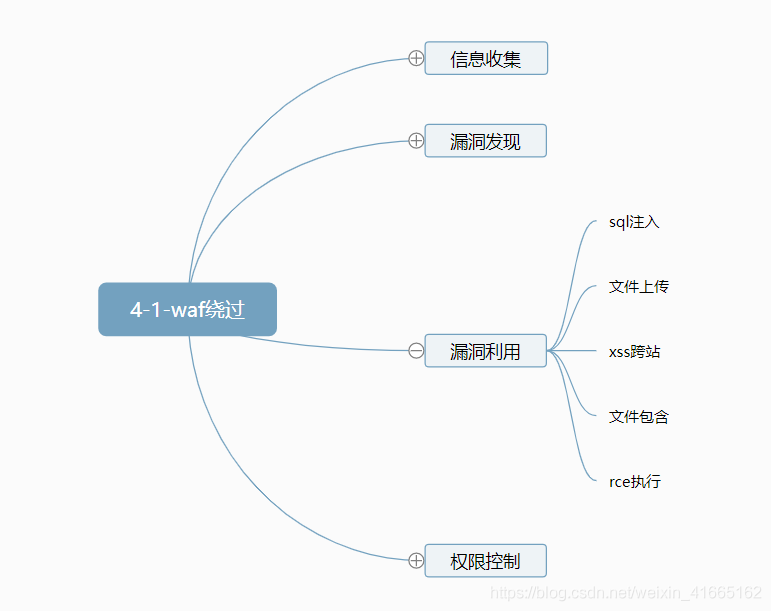 信息收集
漏洞发现
sql注入
文件上传
4-1-waf绕过
漏洞利用
xss跨站
文件包含
rce执行
权限控制
https://blog.csdn.net/weixin_41665162